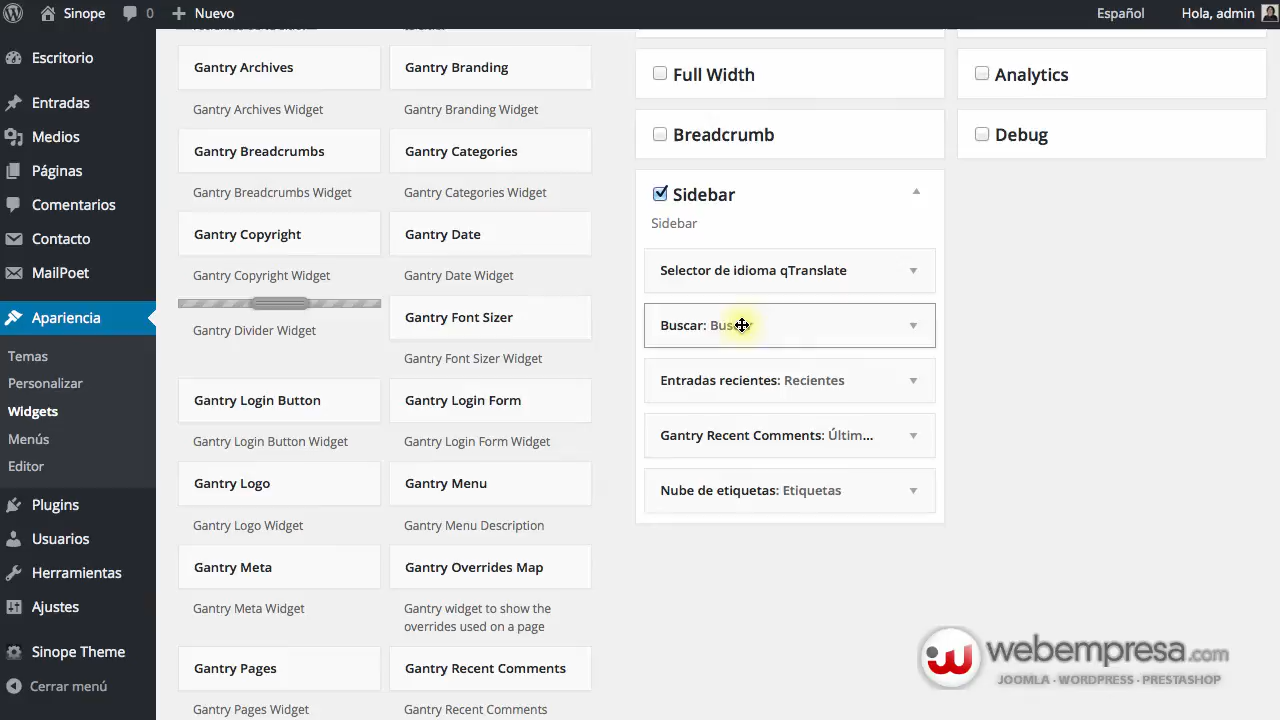 Sinope
0
Nuevo
Español
Hola, admin
Escritorio
Entradas
Medios
Páginas
Comentarios
Contacto
MailPoet
Apariencia
Temas
Personalizar
Widgets
Menús
Editor
Plugins
Usuarios
Herramientas
Ajustes
Sinope Theme
Cerrar menú
Gantry Archives
Gantry Archives Widget
Gantry Branding
Gantry Branding Widget
Gantry Breadcrumbs
Gantry Breadcrumbs Widget
Gantry Categories
Gantry Categories Widget
Gantry Copyright
Gantry Copyright Widget
Gantry Date
Gantry Date Widget
Gantry Divider Widget
Gantry Font Sizer
Gantry Font Sizer Widget
Gantry Login Button
Gantry Login Button Widget
Gantry Login Form
Gantry Login Form Widget
Gantry Logo
Gantry Logo Widget
Gantry Menu
Gantry Menu Description
Gantry Meta
Gantry Meta Widget
Gantry Overrides Map
Gantry widget to show the
overrides used on a page
Gantry Pages
Gantry Pages Widget
Gantry Recent Comments
Gantry Recent Comments
Full Width
Breadcrumb
Sidebar
Sidebar
Selector de idioma qTranslate
Buscar: Buscar
Entradas recientes: Recientes
Gantry Recent Comments: Últim...
Nube de etiquetas: Etiquetas
Analytics
Debug
webempresa.com
JOOMLA · WORDPRESS · PRESTASHOP